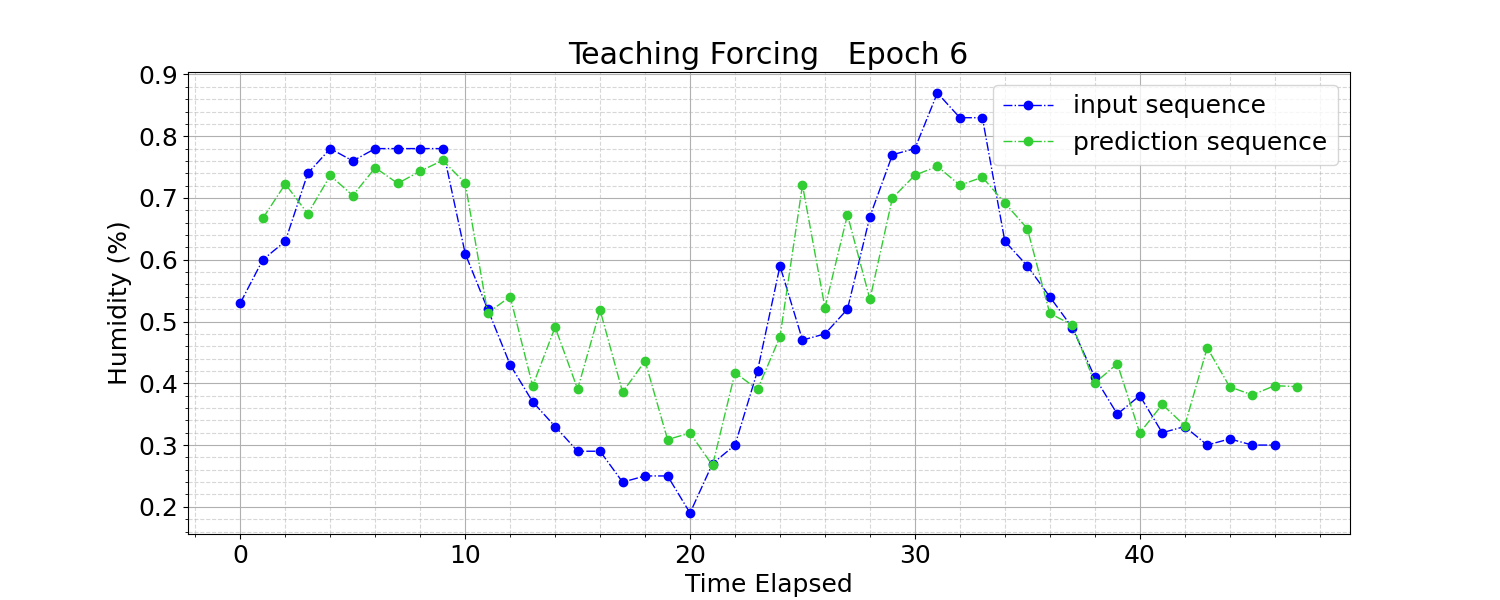 Teaching Forcing   Epoch 6
input sequence
prediction sequence
Humidity (%)
0.9
0.8
0.7
0.6
0.5
0.4
0.3
0.2
0 10 20 30 40
Time Elapsed